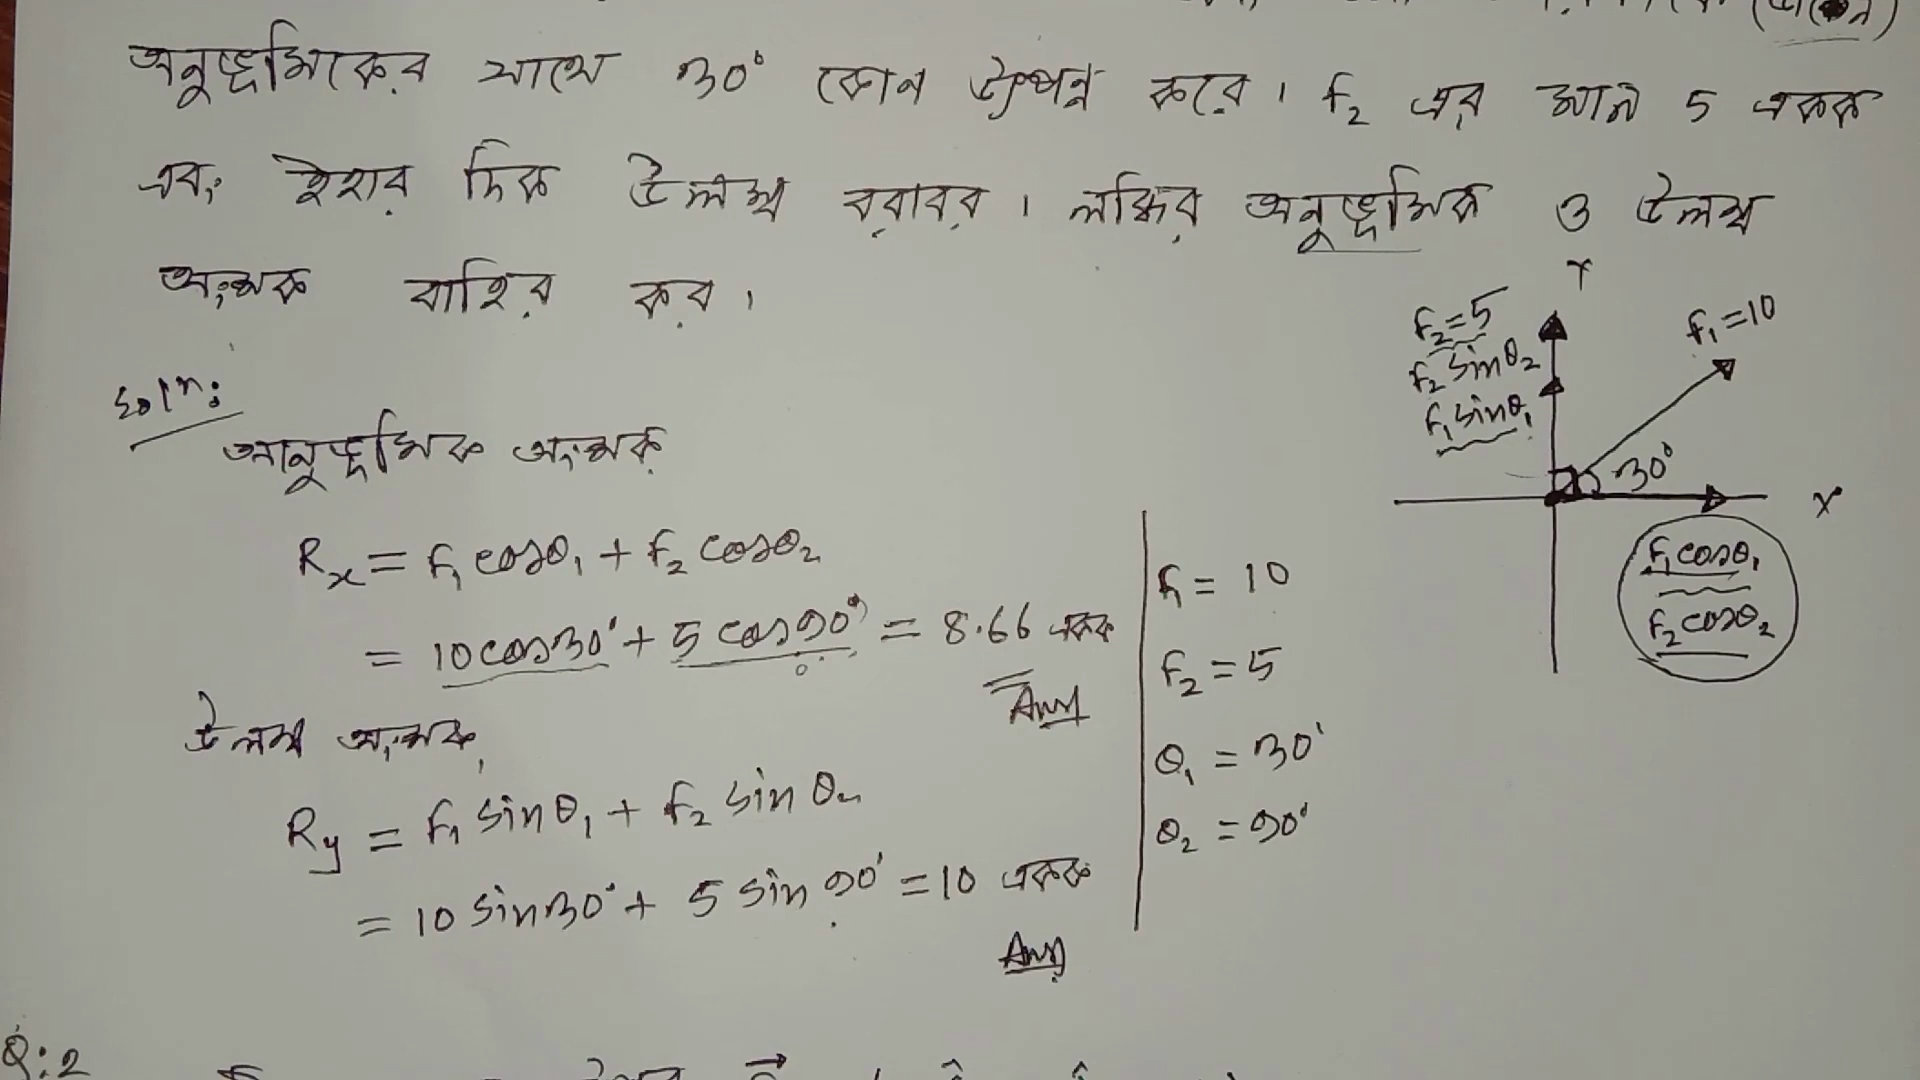 অনুভূমিকের সাথে 30° কোন উৎপন্ন করে। F₂ এর মান 5 একক
এবং ইহার দিক উলম্ব বরাবর। লব্ধির অনুভূমিক ও উলম্ব
অংশক বাহির কর।
Soln:
আনুভূমিক অংশক
Rx = F₁ cosθ₁ + F₂ cosθ₂
= 10 cos30° + 5 cos90° = 8.66 একক
Ans
উলম্ব অংশক,
Ry = F₁ sinθ₁ + F₂ sinθ₂
= 10 sin30° + 5 sin90° = 10 একক
Ans
F₁ = 10
F₂ = 5
θ₁ = 30°
θ₂ = 90°
Y
F₂=5
F₂ sinθ₂
F₁ sinθ₁
F₁=10
30°
X
F₁ cosθ₁
F₂ cosθ₂
Q:2